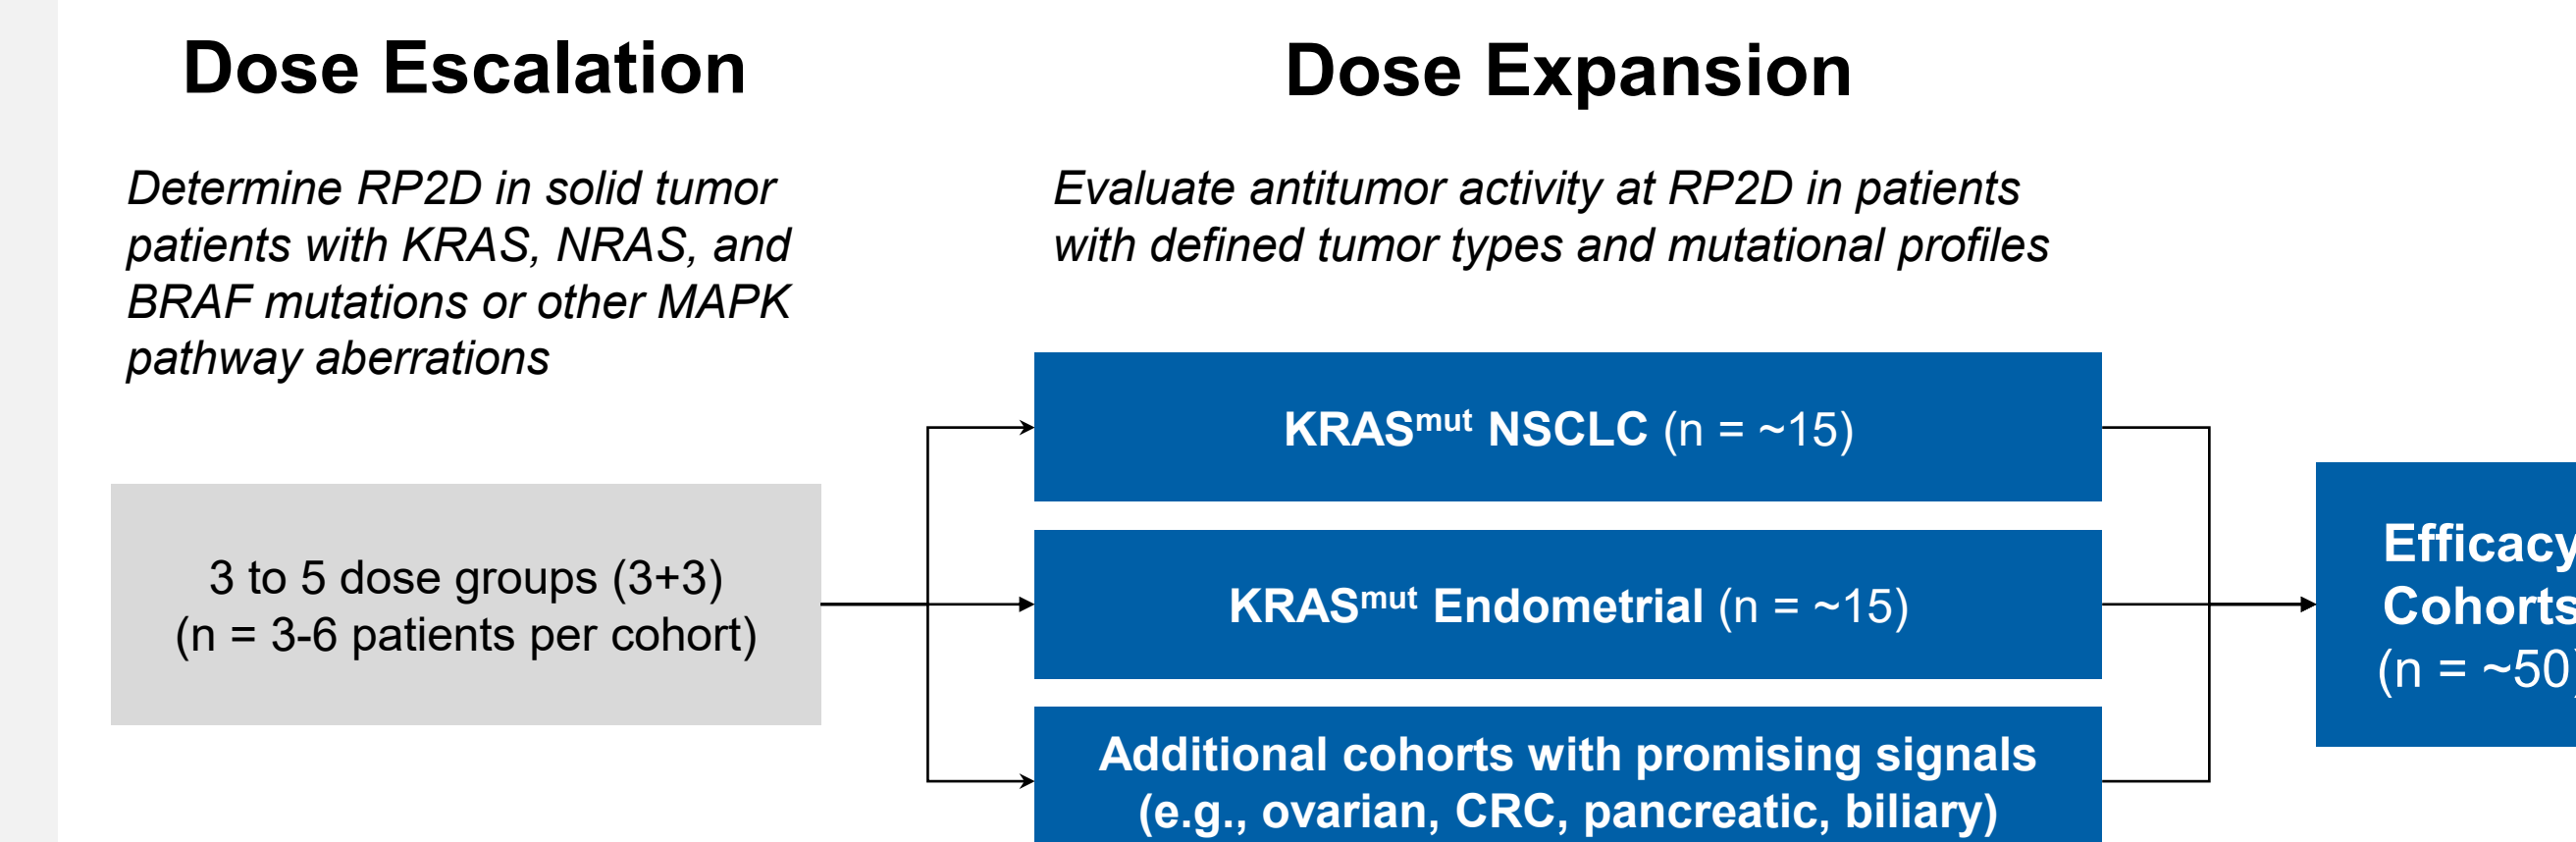 Dose Escalation
Determine RP2D in solid tumor
patients with KRAS, NRAS, and
BRAF mutations or other MAPK
pathway aberrations
3 to 5 dose groups (3+3)
(n = 3-6 patients per cohort)
Dose Expansion
Evaluate antitumor activity at RP2D in patients
with defined tumor types and mutational profiles
KRASmut NSCLC (n = ~15)
KRASmut Endometrial (n = ~15)
Additional cohorts with promising signals
(e.g., ovarian, CRC, pancreatic, biliary)
Efficacy
Cohorts
(n = ~50)